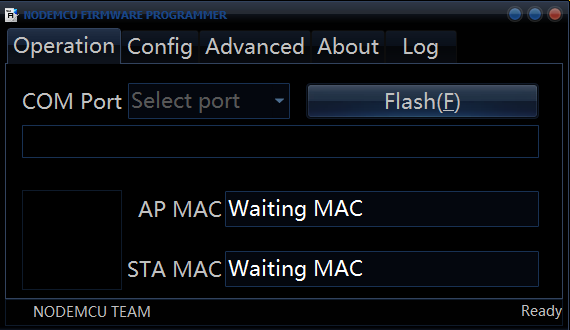 NODEMCU FIRMWARE PROGRAMMER
Operation Config Advanced About Log
COM Port Select port Flash(F)
AP MAC Waiting MAC
STA MAC Waiting MAC
NODEMCU TEAM Ready